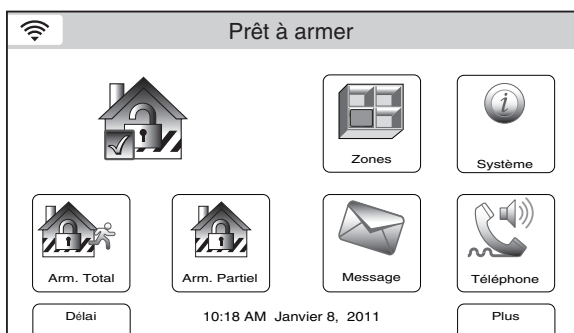 Prêt à armer
Zones
Système
Arm. Total
Arm. Partiel
Message
Téléphone
Délai
10:18 AM Janvier 8, 2011
Plus